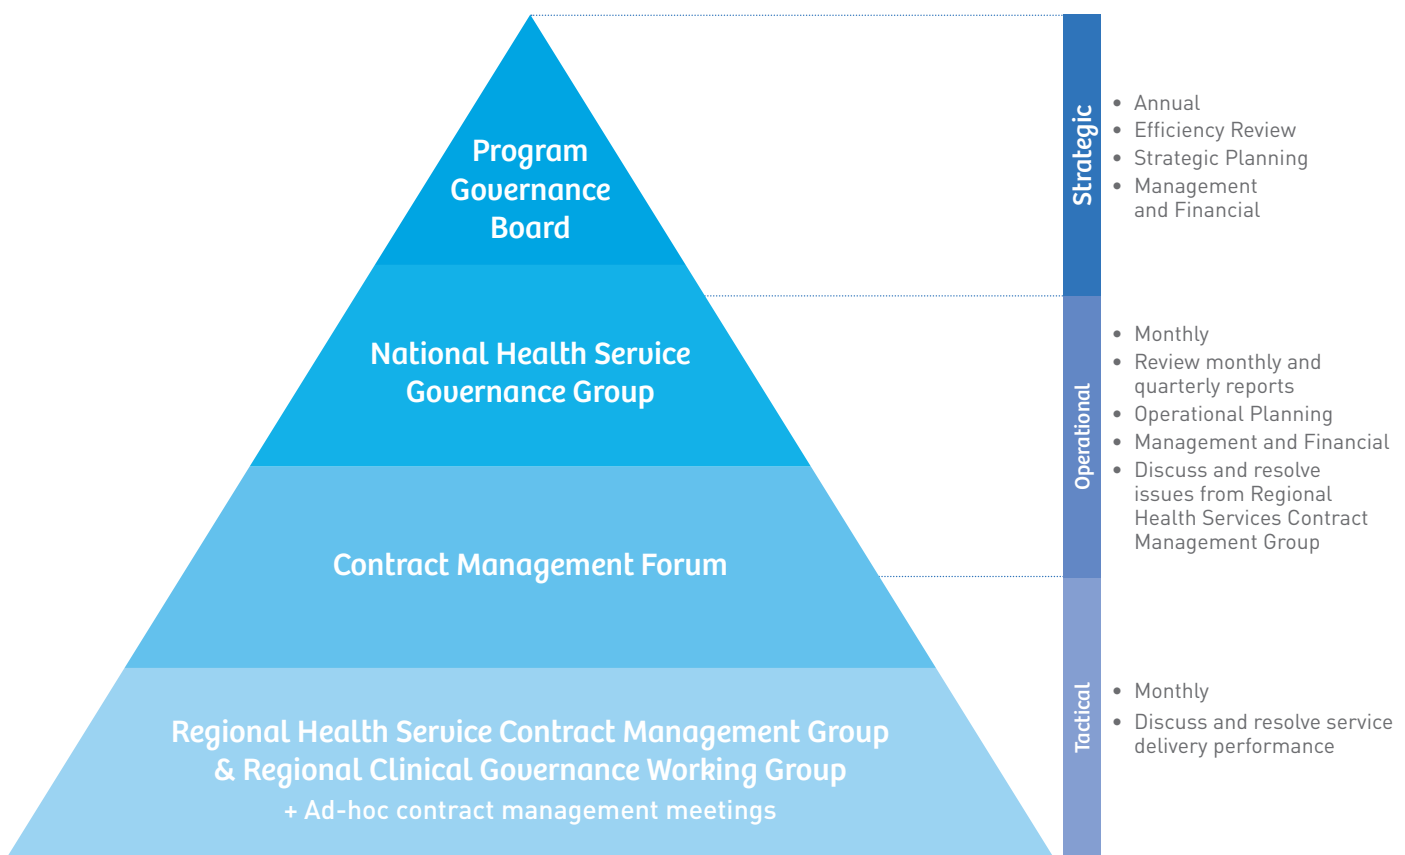 Program
Governance
Board
National Health Service
Governance Group
Contract Management Forum
Regional Health Service Contract Management Group
& Regional Clinical Governance Working Group
+ Ad-hoc contract management meetings
Strategic
• Annual
• Efficiency Review
• Strategic Planning
• Management
and Financial
Operational
• Monthly
• Review monthly and
quarterly reports
• Operational Planning
• Management and Financial
• Discuss and resolve
issues from Regional
Health Services Contract
Management Group
Tactical
• Monthly
• Discuss and resolve service
delivery performance